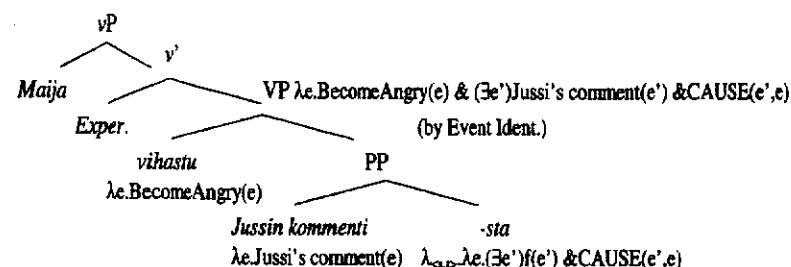 vP
v'
Maija VP λe.BecomeAngry(e) & (∃e')Jussi's comment(e') &CAUSE(e',e)
Exper. (by Event Ident.)
vihastu PP
λe.BecomeAngry(e)
Jussin kommenti -sta
λe.Jussi's comment(e) λe.(∃e')f(e') &CAUSE(e',e)